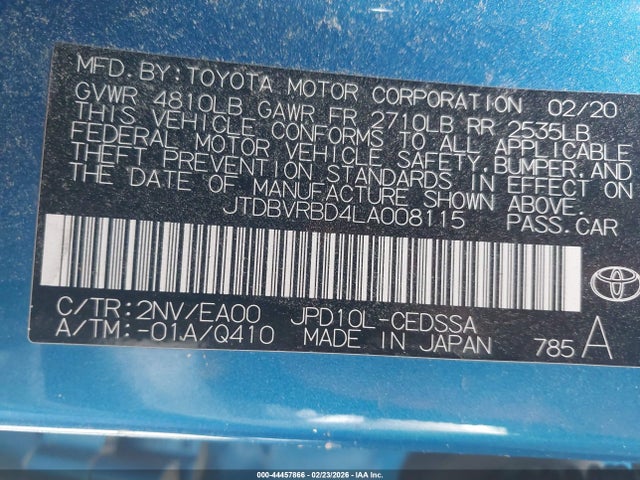 MFD.BY:TOYOTA MOTOR CORPORATION 02/20
GVWR 4810LB GAWR FR 2710LB RR 2535LB
THIS VEHICLE CONFORMS TO ALL APPLICABLE
FEDERAL MOTOR VEHICLE SAFETY,BUMPER,AND
THEFT PREVENTION STANDARDS IN EFFECT ON
THE DATE OF MANUFACTURE SHOWN ABOVE.
JTDBVRBD4LA008115 PASS.CAR
C/TR:2NV/EA00 JPD10L-CEDSSA
A/TM:-01A/Q410 MADE IN JAPAN 785 A
000-44457866 - 02/23/2026 - IAA Inc.